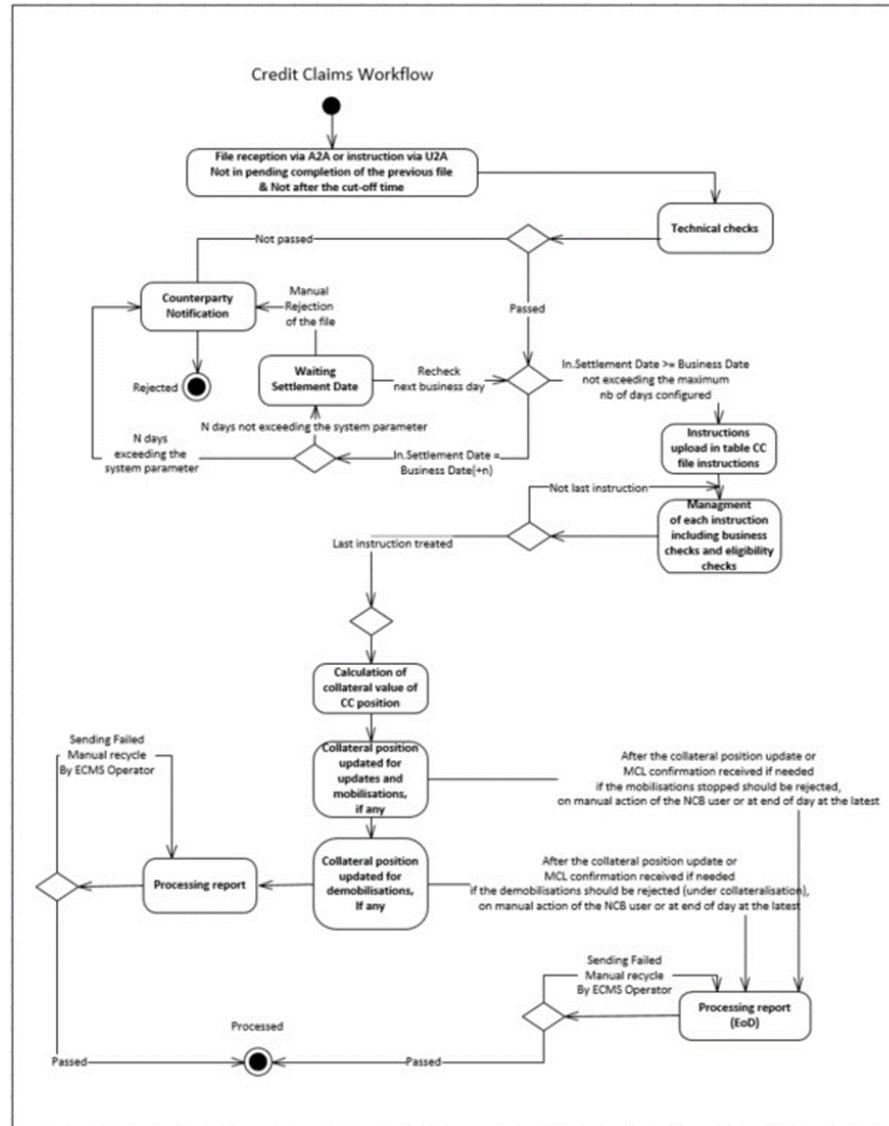 Credit Claims Workflow
File reception via A2A or instruction via U2A
Not in pending completion of the previous file
& Not after the cut-off time
Technical checks
Not passed
Counterparty
Notification
Manual
Rejection
of the file
Passed
Rejected
Waiting
Settlement Date
Recheck
next business day
In.Settlement Date >= Business Date
not exceeding the maximum
nb of days configured
N days not exceeding the system parameter
N days
exceeding the
system parameter
In.Settlement Date =
Business Date(+n)
Instructions
upload in table CC
file instructions
Not last instruction
Managment
of each instruction
including business
checks and eligibility
checks
Last instruction treated
Calculation of
collateral value of
CC position
Sending Failed
Manual recycle
By ECMS Operator
Collateral position
updated for
updates and
mobilisations,
if any
After the collateral position update or
MCL confirmation received if needed
if the mobilisations stopped should be rejected,
on manual action of the NCB user or at end of day at the latest
Processing report
Collateral position
updated for
demobilisations,
If any
After the collateral position update or
MCL confirmation received if needed
if the demobilisations should be rejected (under collateralisation),
on manual action of the NCB user or at end of day at the latest
Sending Failed
Manual recycle
By ECMS Operator
Processing report
(EoD)
Processed
Passed
Passed